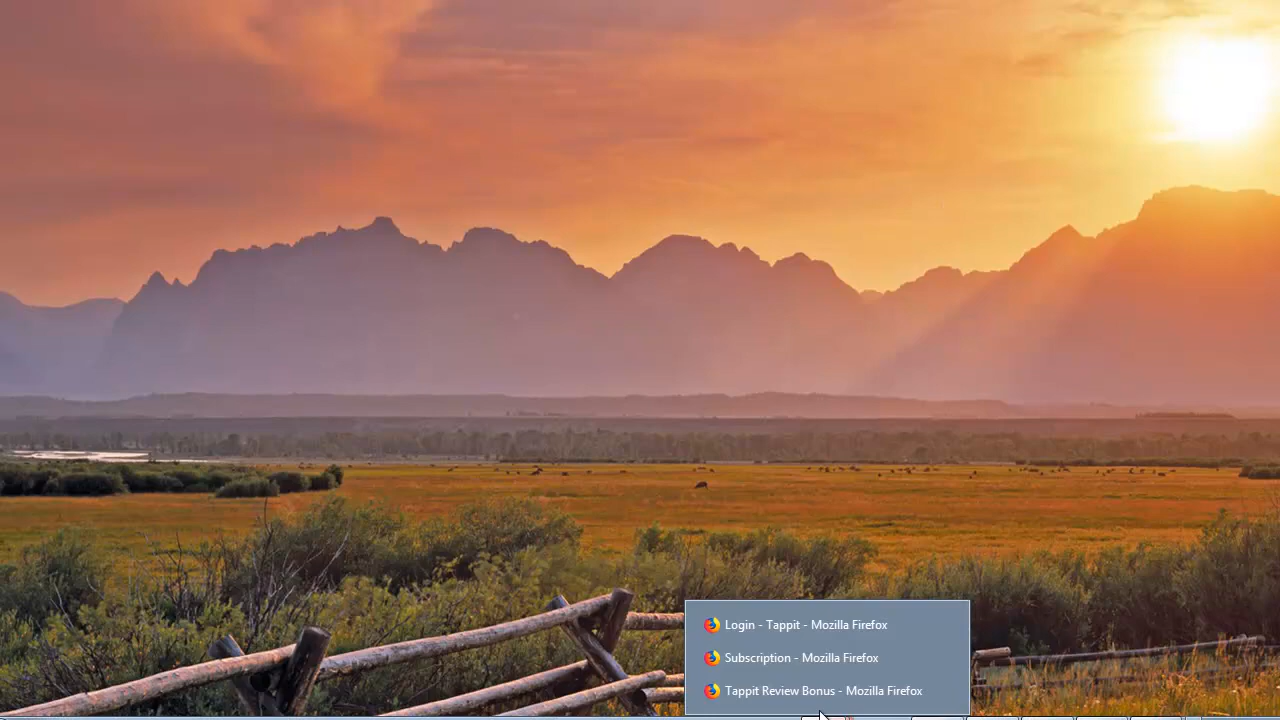 Login - Tappit - Mozilla Firefox
Subscription - Mozilla Firefox
Tappit Review Bonus - Mozilla Firefox